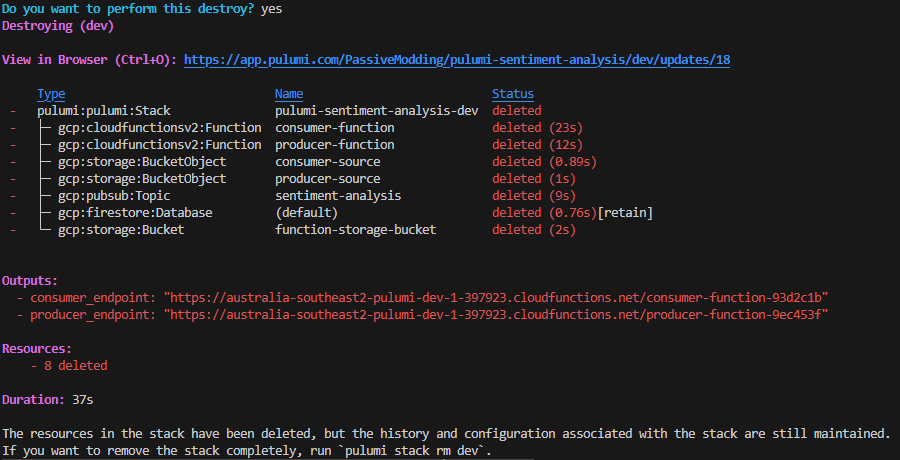 Do you want to perform this destroy? yes
Destroying (dev)
View in Browser (Ctrl+O): https://app.pulumi.com/PassiveModding/pulumi-sentiment-analysis/dev/updates/18
Type Name Status
- pulumi:pulumi:Stack pulumi-sentiment-analysis-dev deleted
- ├─ gcp:cloudfunctionsv2:Function consumer-function deleted (23s)
- ├─ gcp:cloudfunctionsv2:Function producer-function deleted (12s)
- ├─ gcp:storage:BucketObject consumer-source deleted (0.89s)
- ├─ gcp:storage:BucketObject producer-source deleted (1s)
- ├─ gcp:pubsub:Topic sentiment-analysis deleted (9s)
- ├─ gcp:firestore:Database (default) deleted (0.76s)[retain]
- └─ gcp:storage:Bucket function-storage-bucket deleted (2s)
Outputs:
- consumer_endpoint: "https://australia-southeast2-pulumi-dev-1-397923.cloudfunctions.net/consumer-function-93d2c1b"
- producer_endpoint: "https://australia-southeast2-pulumi-dev-1-397923.cloudfunctions.net/producer-function-9ec453f"
Resources:
- 8 deleted
Duration: 37s
The resources in the stack have been deleted, but the history and configuration associated with the stack are still maintained.
If you want to remove the stack completely, run `pulumi stack rm dev`.